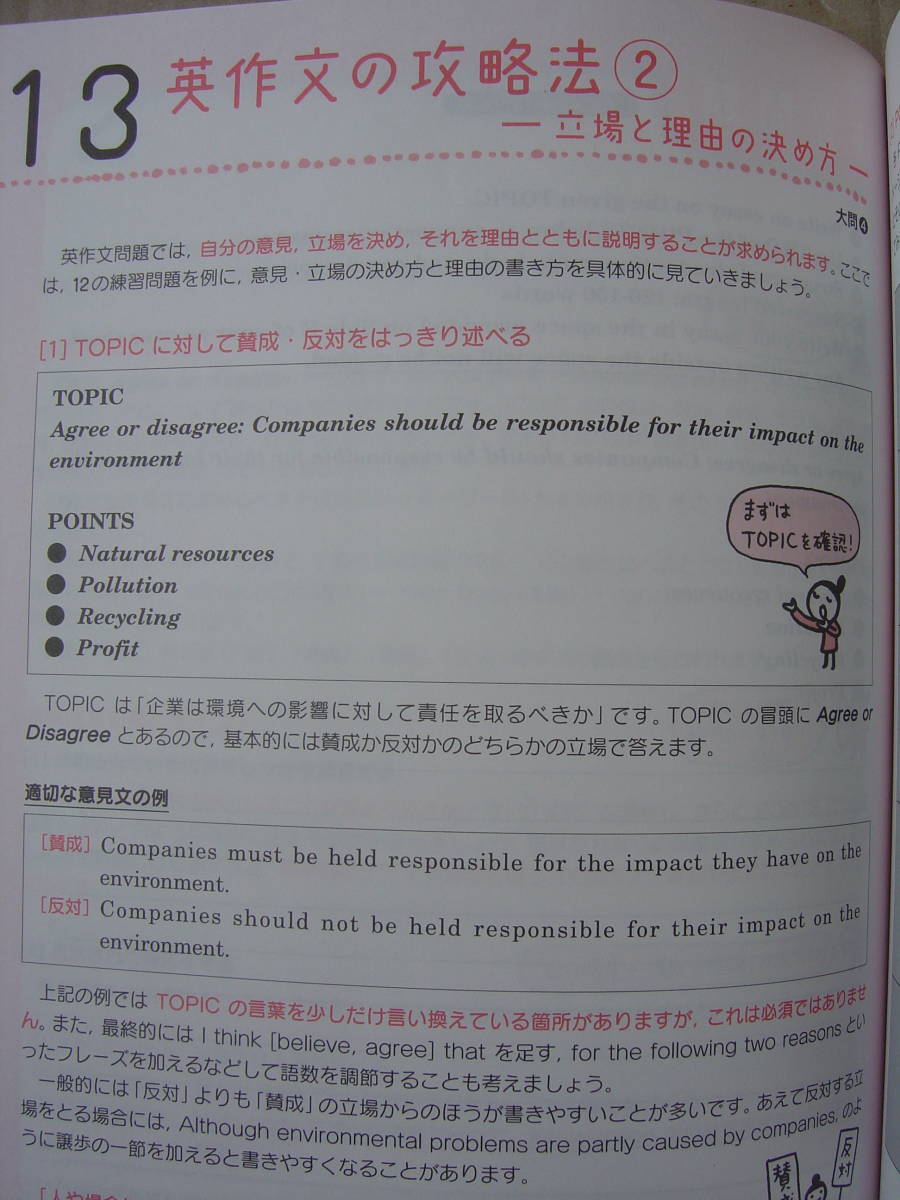 13 英作文の攻略法②
― 立場と理由の決め方 ―
大問❹
英作文問題では, 自分の意見, 立場を決め, それを理由とともに説明することが求められます。ここで
は, 12の練習問題を例に, 意見・立場の決め方と理由の書き方を具体的に見ていきましょう。
[1] TOPIC に対して賛成・反対をはっきり述べる
TOPIC
Agree or disagree: Companies should be responsible for their impact on the
environment
POINTS
● Natural resources
● Pollution
● Recycling
● Profit
まずは
TOPICを確認!
TOPIC は「企業は環境への影響に対して責任を取るべきか」です。TOPIC の冒頭に Agree or
Disagree とあるので, 基本的には賛成か反対かのどちらかの立場で答えます。
適切な意見文の例
[賛成] Companies must be held responsible for the impact they have on the
environment.
[反対] Companies should not be held responsible for their impact on the
environment.
上記の例では TOPIC の言葉を少しだけ言い換えている箇所がありますが, これは必須ではありませ
ん。また, 最終的には I think [believe, agree] that を足す, for the following two reasons とい
ったフレーズを加えるなどして語数を調節することも考えましょう。
一般的には「反対」よりも「賛成」の立場からのほうが書きやすいことが多いです。あえて反対する立
場をとる場合には, Although environmental problems are partly caused by companies, のよ
うに譲歩の一節を加えると書きやすくなることがあります。
反対
賛